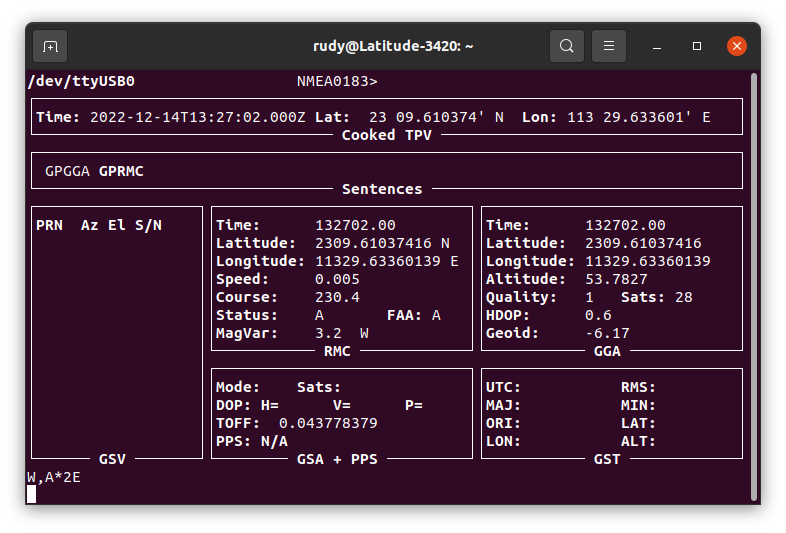 rudy@Latitude-3420: ~
/dev/ttyUSB0 NMEA0183>
Time: 2022-12-14T13:27:02.000Z Lat: 23 09.610374' N Lon: 113 29.633601' E
Cooked TPV
GPGGA GPRMC
Sentences
PRN Az El S/N
GSV
Time: 132702.00
Latitude: 2309.61037416 N
Longitude: 11329.63360139 E
Speed: 0.005
Course: 230.4
Status: A FAA: A
MagVar: 3.2 W
RMC
Time: 132702.00
Latitude: 2309.61037416
Longitude: 11329.63360139
Altitude: 53.7827
Quality: 1 Sats: 28
HDOP: 0.6
Geoid: -6.17
GGA
Mode: Sats:
DOP: H= V= P=
TOFF: 0.043778379
PPS: N/A
GSA + PPS
UTC: RMS:
MAJ: MIN:
ORI: LAT:
LON: ALT:
GST
W,A*2E